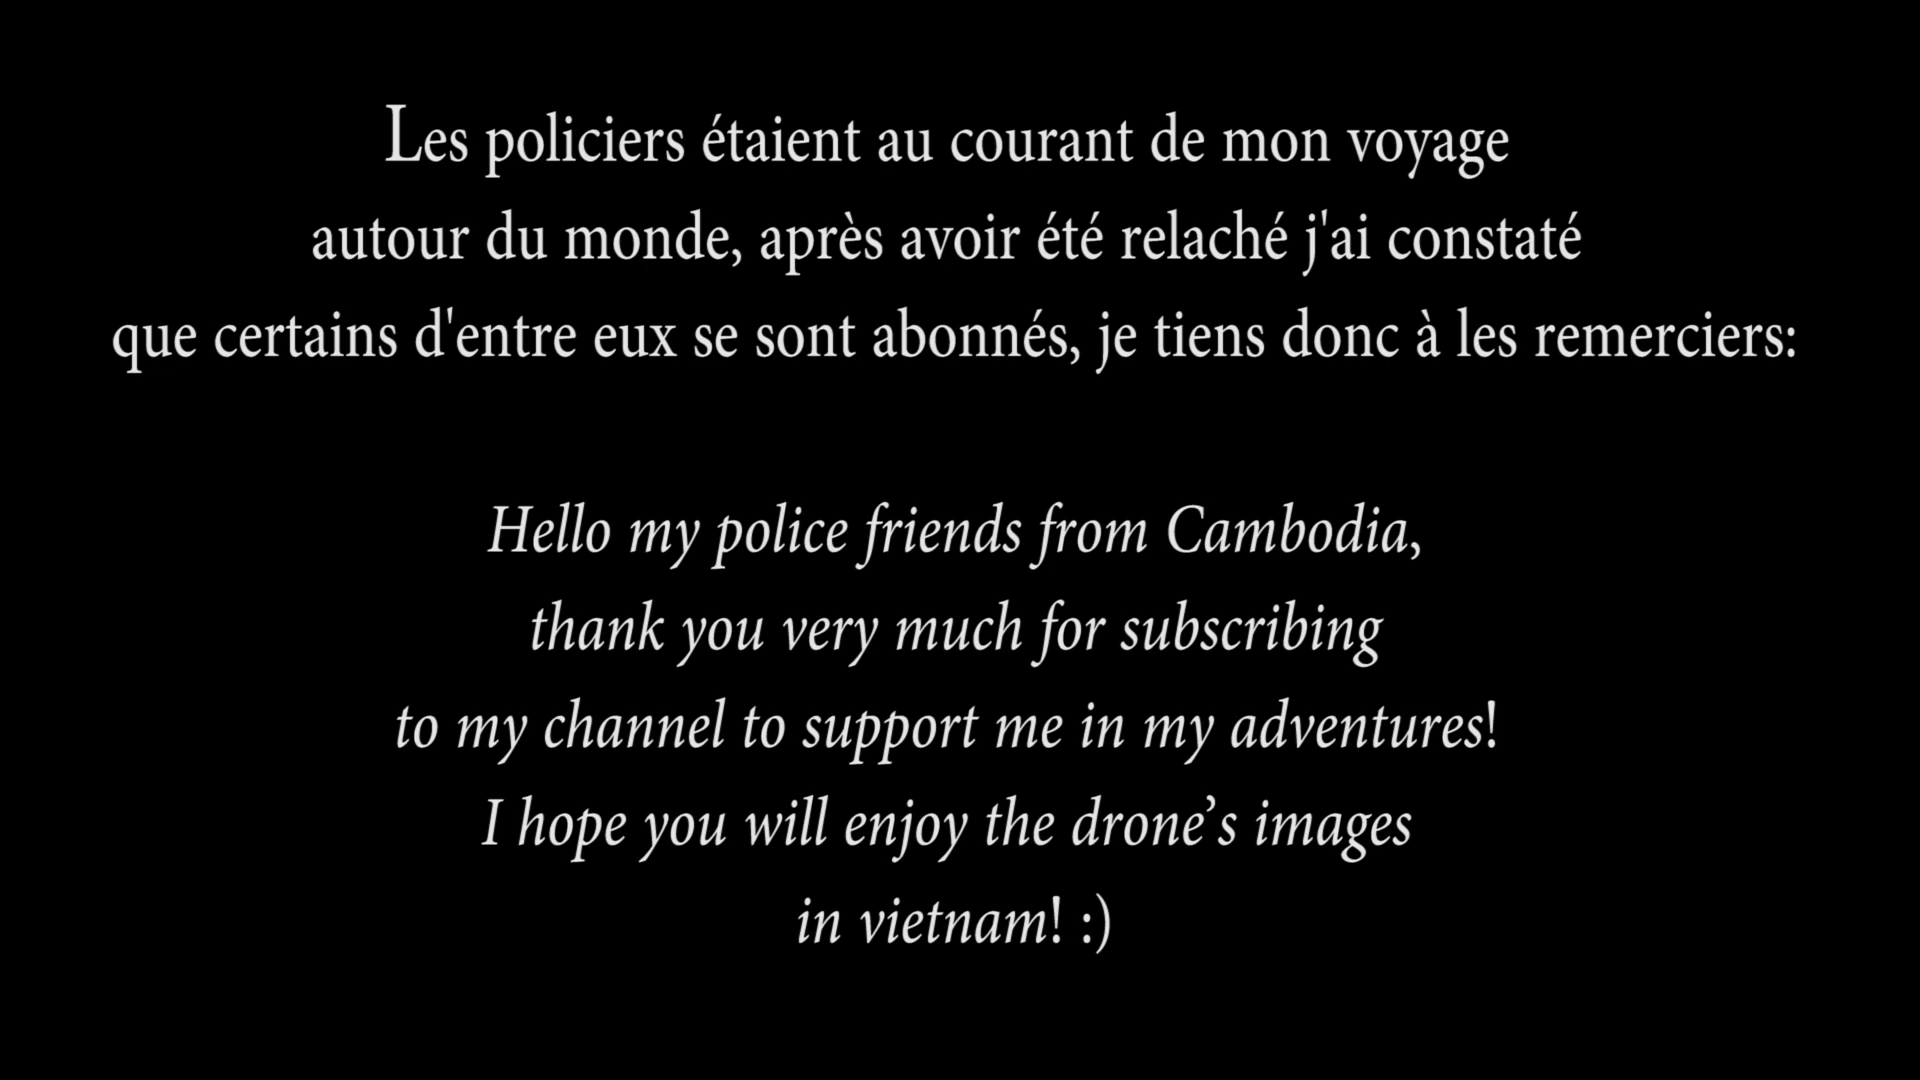 Les policiers étaient au courant de mon voyage
autour du monde, après avoir été relaché j'ai constaté
que certains d'entre eux se sont abonnés, je tiens donc à les remerciers:
Hello my police friends from Cambodia,
thank you very much for subscribing
to my channel to support me in my adventures!
I hope you will enjoy the drone’s images
in vietnam! :)